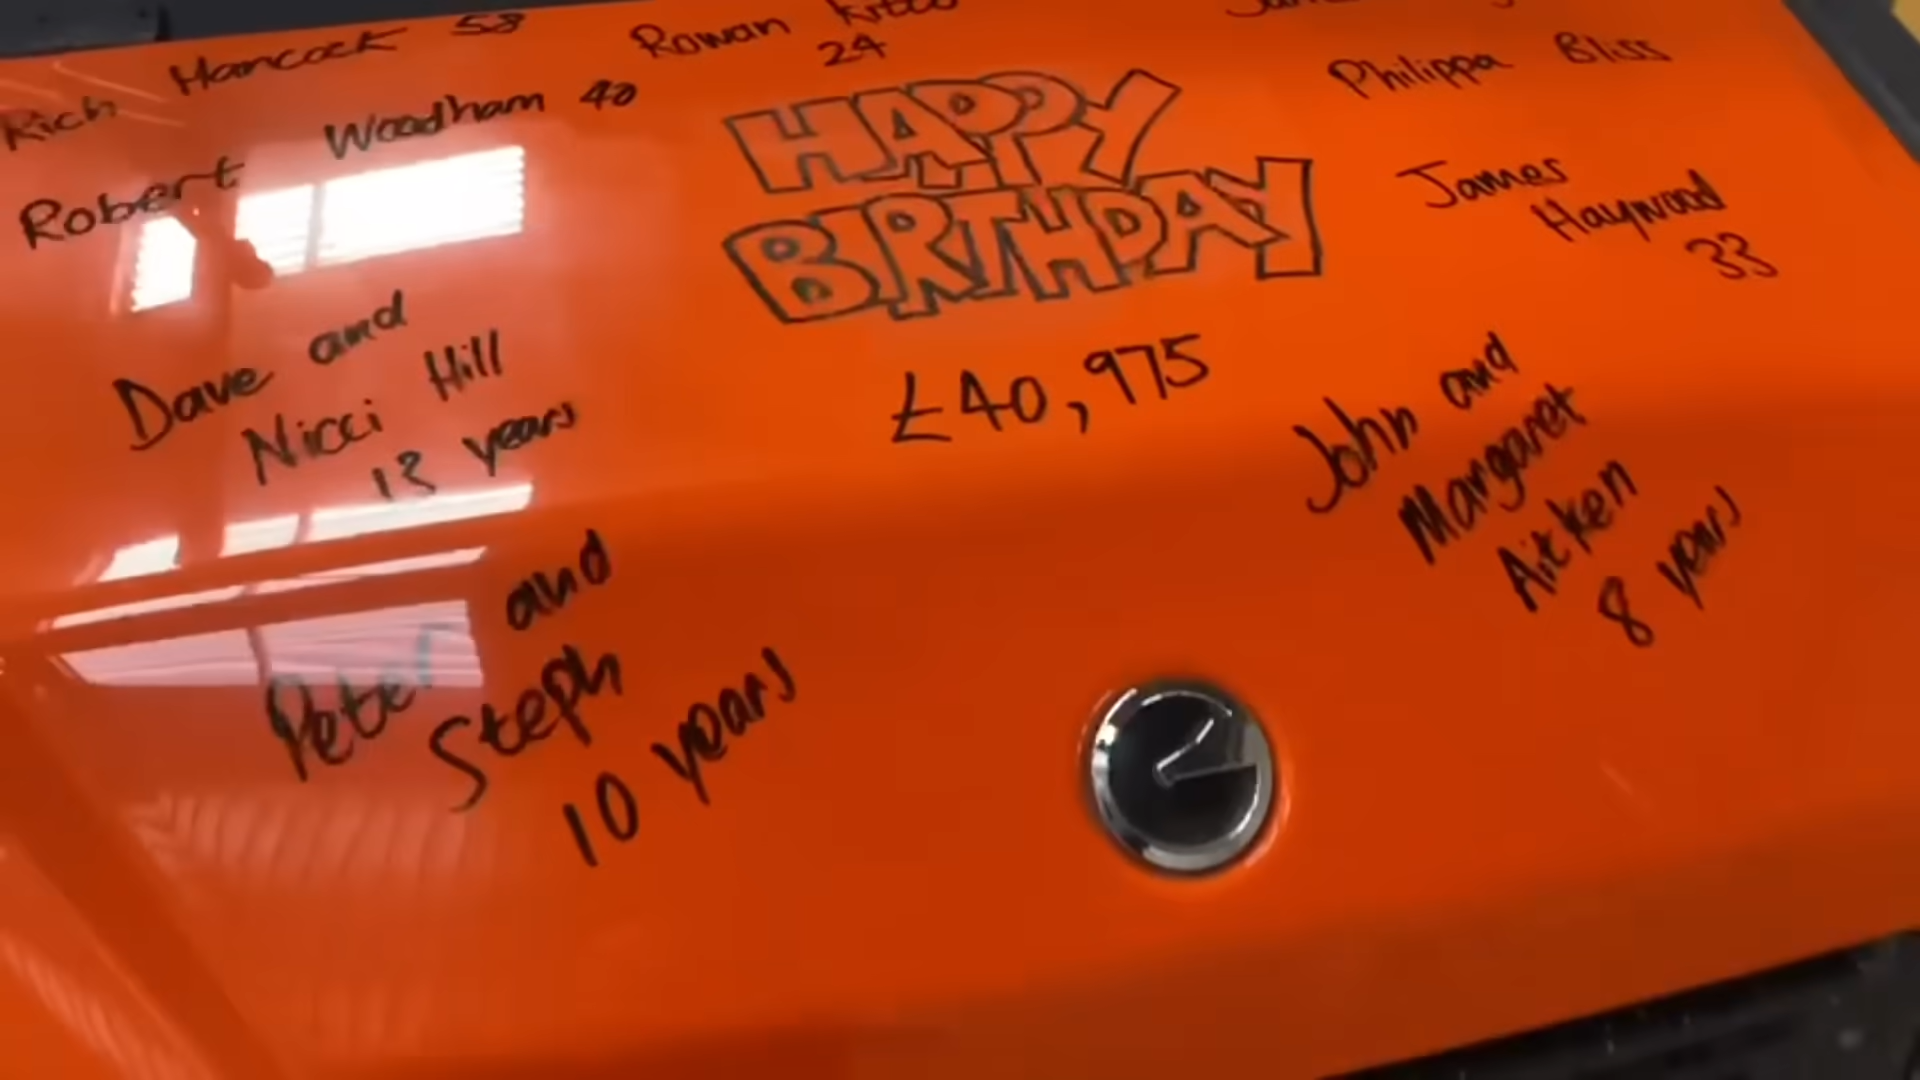 Rich Hancock 58
Robert Woodham 40
Rowan
24
HAPPY
BIRTHDAY
£40,975
Philippa Bliss
James
Haywood
33
Dave and
Nicci Hill
13 years
John and
Margaret
Aitken
8 years
Peter and
Steph
10 years